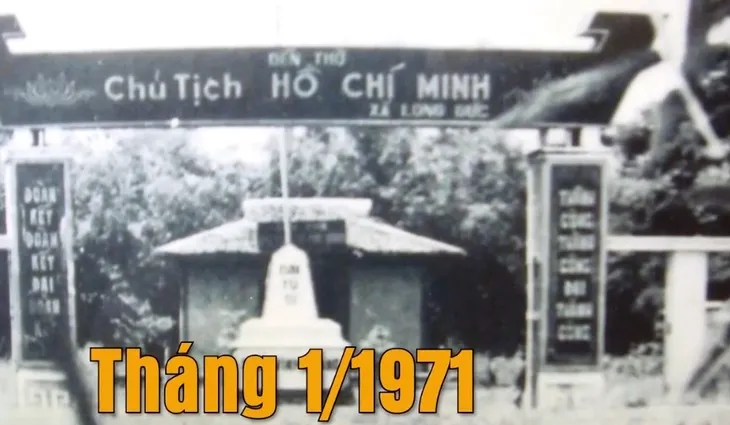 ĐỀN THỜ
Chủ Tịch HỒ CHÍ MINH
XÃ LONG ĐỨC
ĐOÀN
KẾT
ĐOÀN
KẾT
ĐẠI
ĐOÀN
THÀNH
CÔNG
THÀNH
CÔNG
ĐẠI
THÀNH
CÔNG
Tháng 1/1971